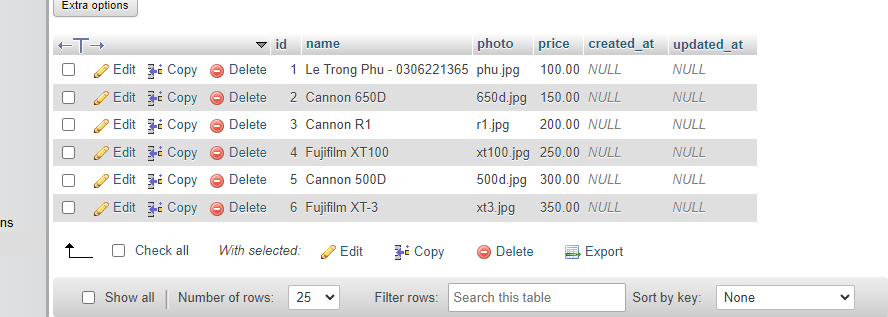 Extra options
←T→ id name photo price created_at updated_at
Edit Copy Delete 1 Le Trong Phu - 0306221365 phu.jpg 100.00 NULL NULL
Edit Copy Delete 2 Cannon 650D 650d.jpg 150.00 NULL NULL
Edit Copy Delete 3 Cannon R1 r1.jpg 200.00 NULL NULL
Edit Copy Delete 4 Fujifilm XT100 xt100.jpg 250.00 NULL NULL
Edit Copy Delete 5 Cannon 500D 500d.jpg 300.00 NULL NULL
Edit Copy Delete 6 Fujifilm XT-3 xt3.jpg 350.00 NULL NULL
ns
Check all With selected: Edit Copy Delete Export
Show all Number of rows: 25 Filter rows: Search this table Sort by key: None